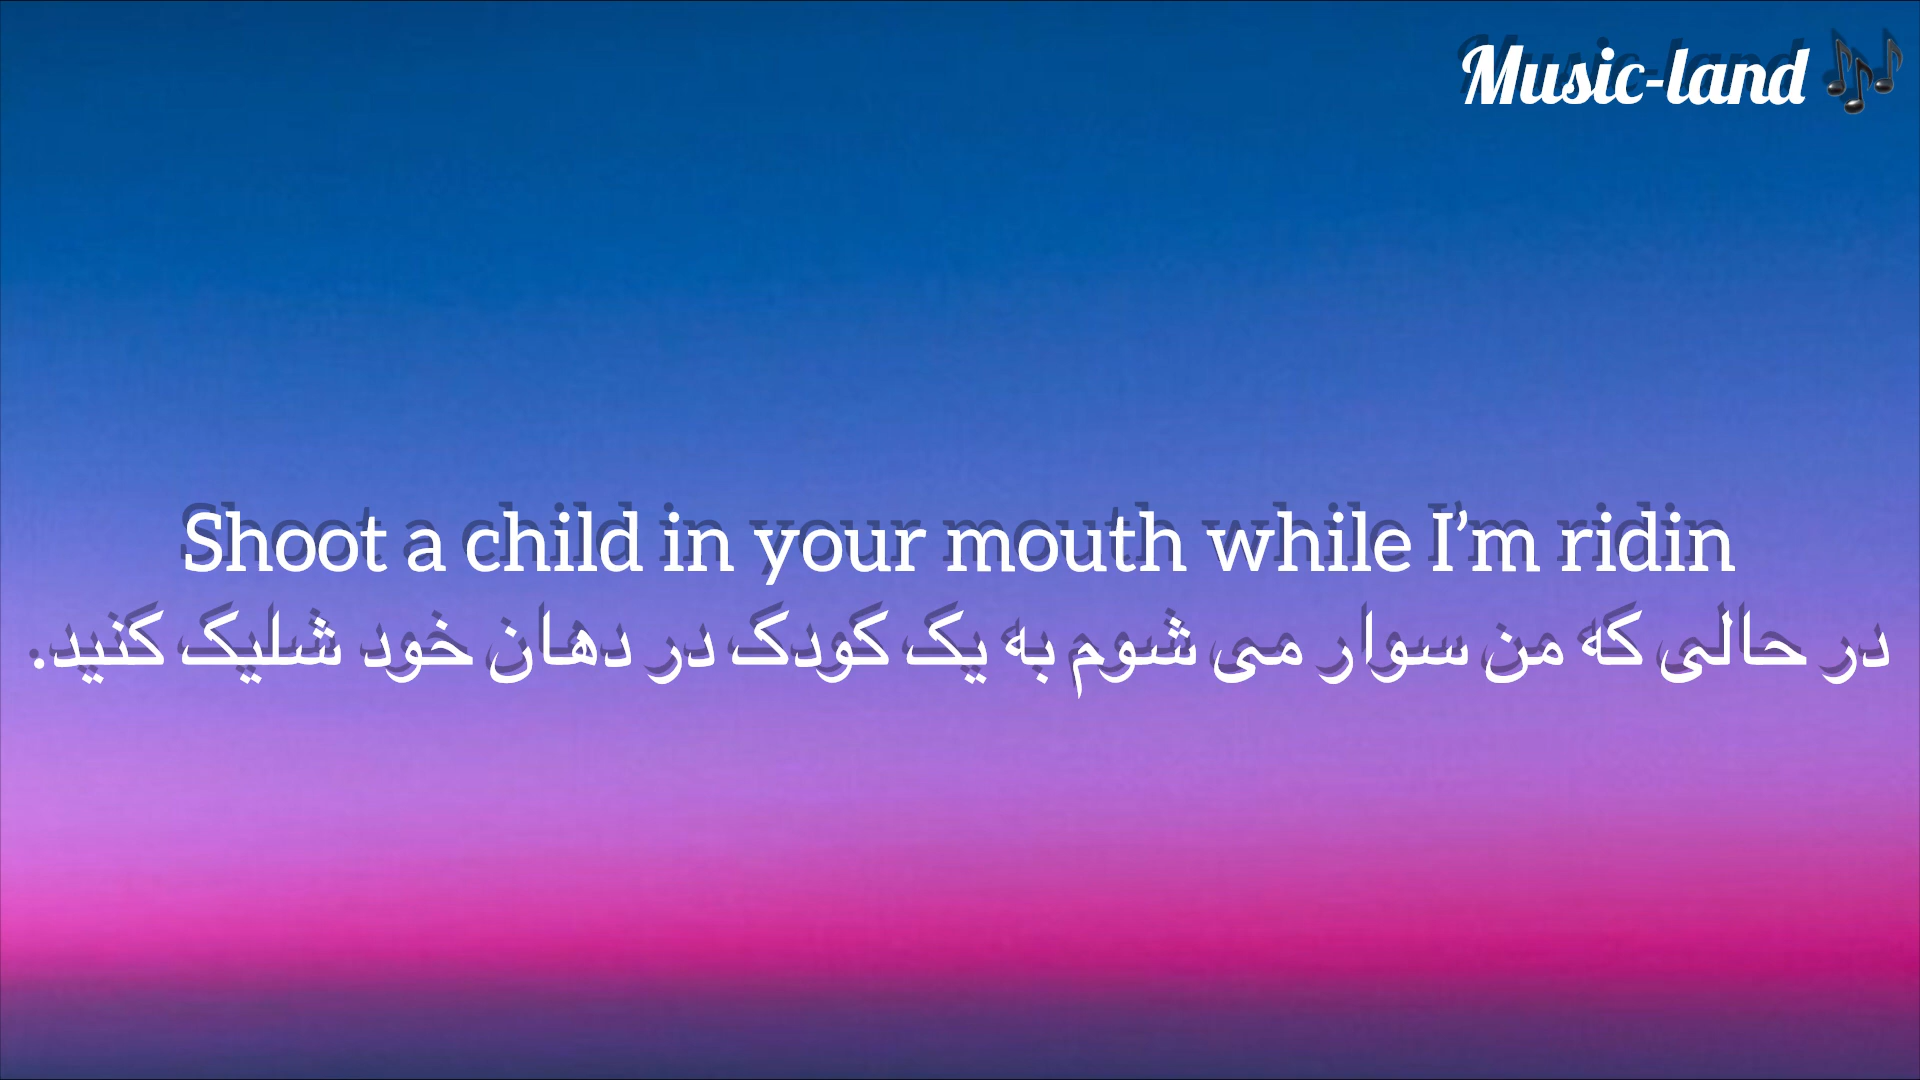 Music-land 🎶
Shoot a child in your mouth while I’m ridin
در حالی که من سوار می شوم به یک کودک در دهان خود شلیک کنید.